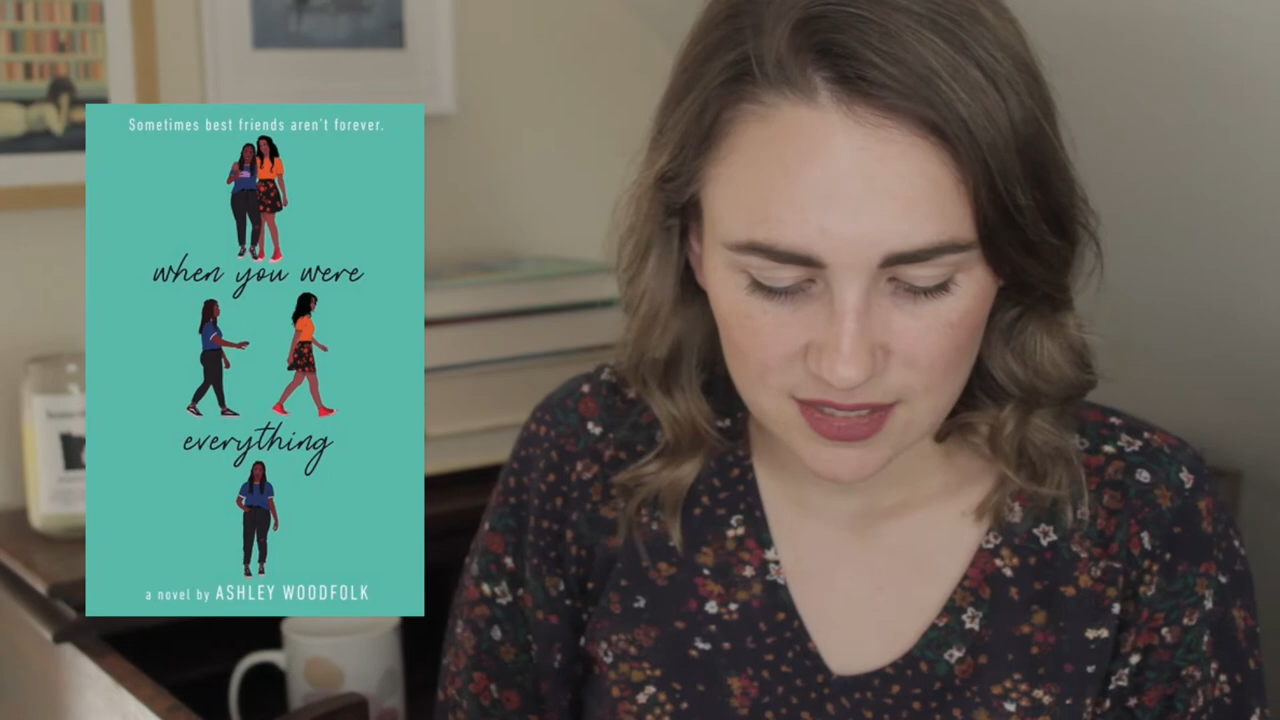 Sometimes best friends aren't forever.
when you were
everything
a novel by ASHLEY WOODFOLK